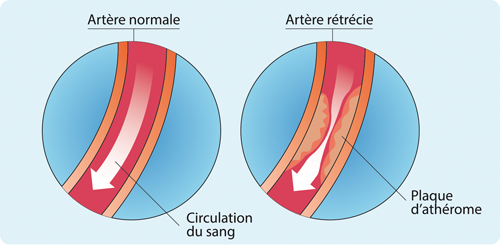 Artère normale
Artère rétrécie
Circulation
du sang
Plaque
d'athérome